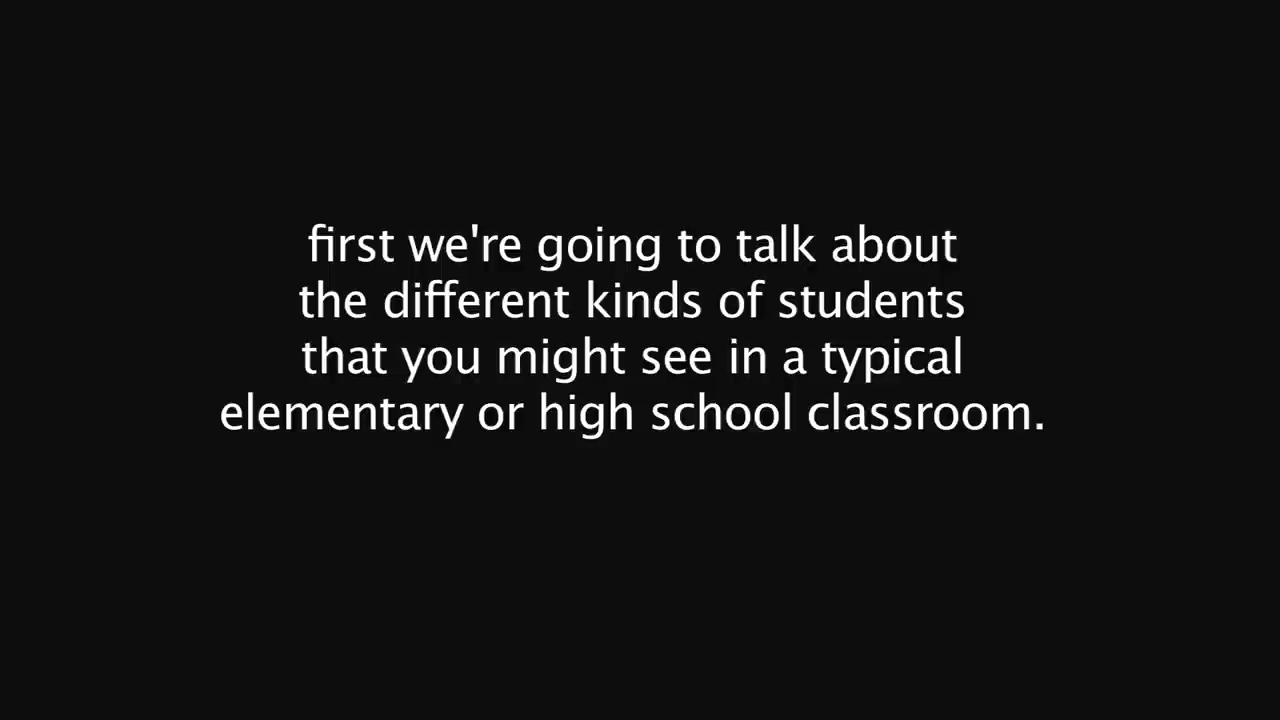 first we're going to talk about
the different kinds of students
that you might see in a typical
elementary or high school classroom.